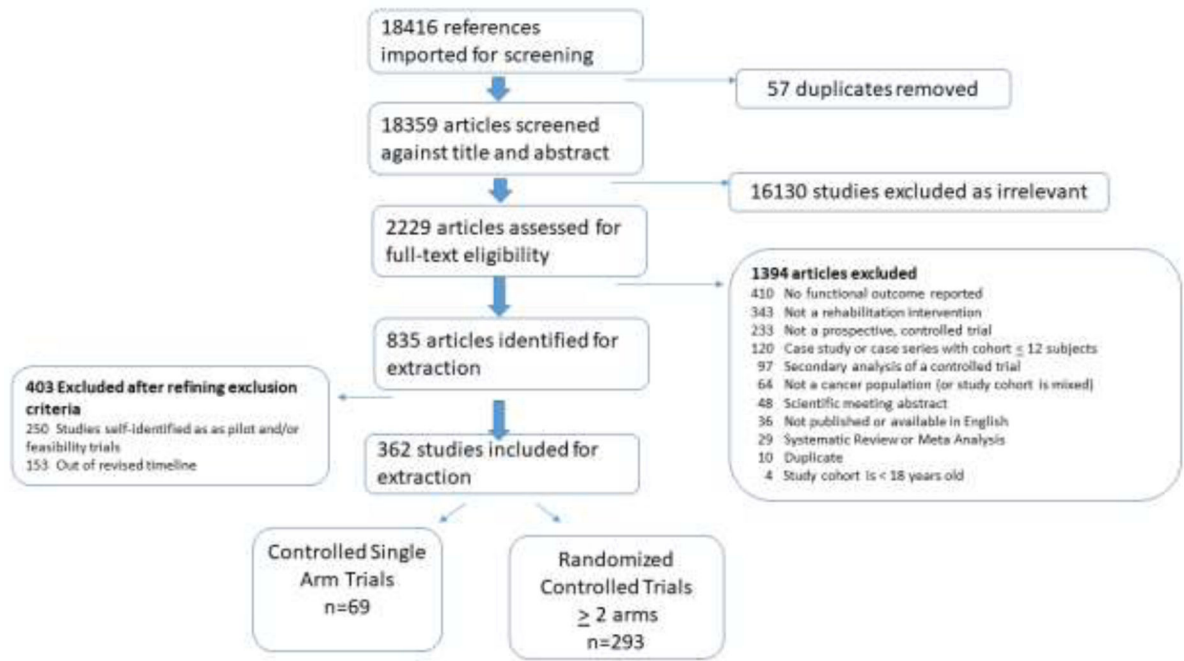 18416 references
imported for screening
57 duplicates removed
18359 articles screened
against title and abstract
16130 studies excluded as irrelevant
2229 articles assessed for
full-text eligibility
1394 articles excluded
410 No functional outcome reported
343 Not a rehabilitation intervention
233 Not a prospective, controlled trial
120 Case study or case series with cohort ≤ 12 subjects
97 Secondary analysis of a controlled trial
64 Not a cancer population (or study cohort is mixed)
48 Scientific meeting abstract
36 Not published or available in English
29 Systematic Review or Meta Analysis
10 Duplicate
4 Study cohort is < 18 years old
835 articles identified for
extraction
403 Excluded after refining exclusion
criteria
250 Studies self-identified as as pilot and/or
feasibility trials
153 Out of revised timeline
362 studies included for
extraction
Controlled Single
Arm Trials
n=69
Randomized
Controlled Trials
≥ 2 arms
n=293